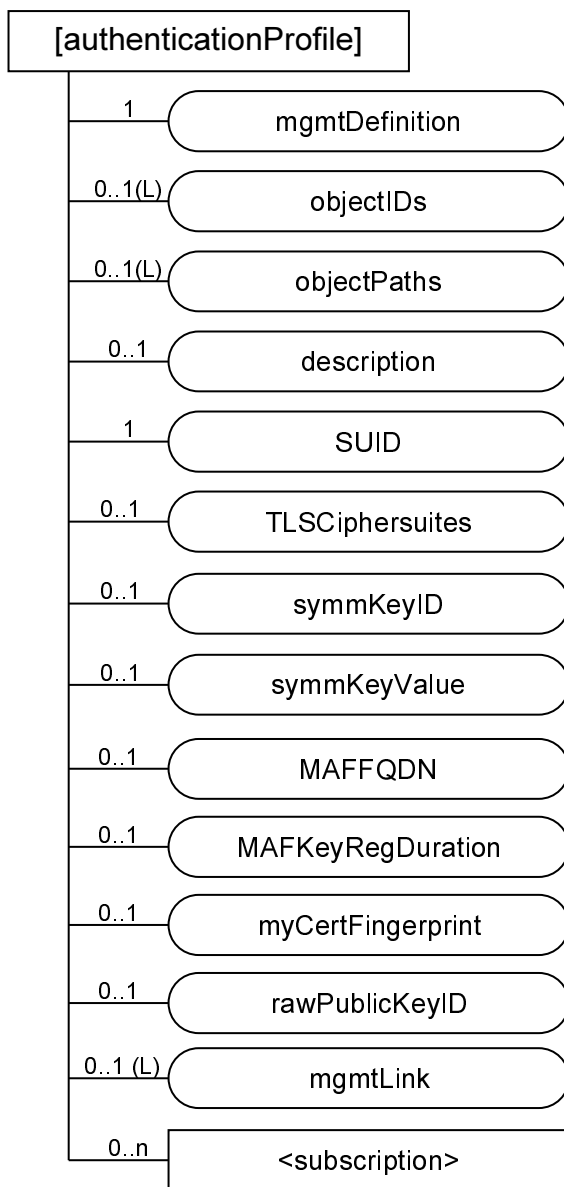 [authenticationProfile]
1 mgmtDefinition
0..1(L) objectIDs
0..1(L) objectPaths
0..1 description
1 SUID
0..1 TLSCiphersuites
0..1 symmKeyID
0..1 symmKeyValue
0..1 MAFFQDN
0..1 MAFKeyRegDuration
0..1 myCertFingerprint
0..1 rawPublicKeyID
0..1 (L) mgmtLink
0..n <subscription>